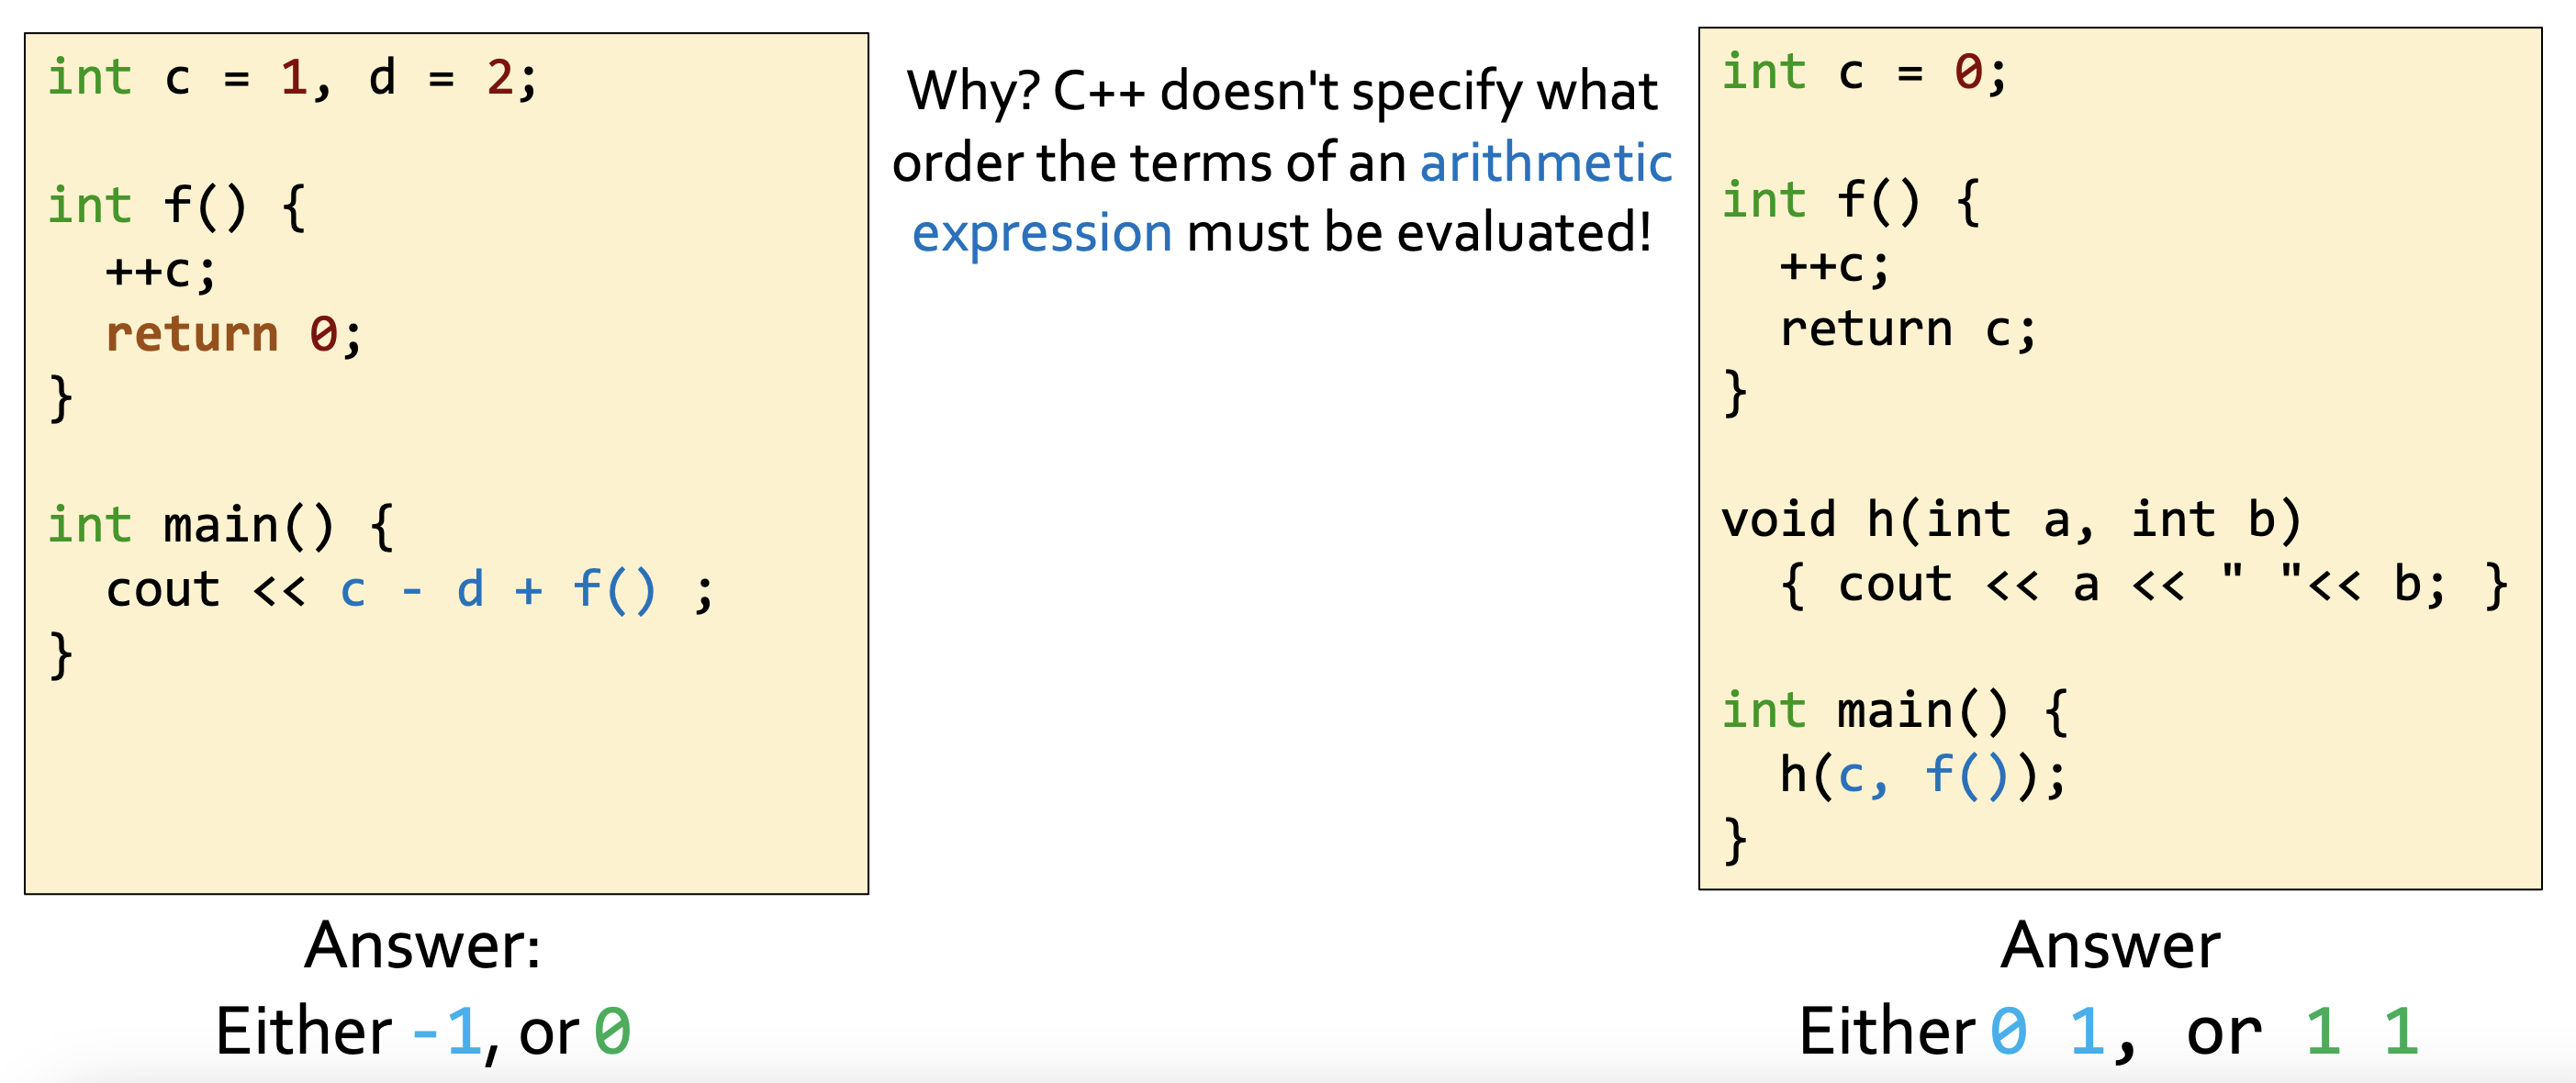 int c = 1, d = 2;
int f() {
  ++c;
  return 0;
}
int main() {
  cout << c - d + f() ;
}
Answer:
Either -1, or 0
Why? C++ doesn't specify what
order the terms of an arithmetic
expression must be evaluated!
int c = 0;
int f() {
  ++c;
  return c;
}
void h(int a, int b)
  { cout << a << " "<< b; }
int main() {
  h(c, f());
}
Answer
Either 0 1, or 1 1